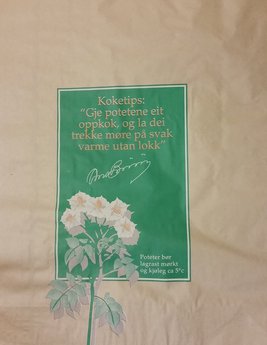 Koketips:
"Gje potetene eit
oppkok, og la dei
trekke møre på svak
varme utan lokk"
Poteter bør
lagrast mørkt
og kjøleg ca 5°c